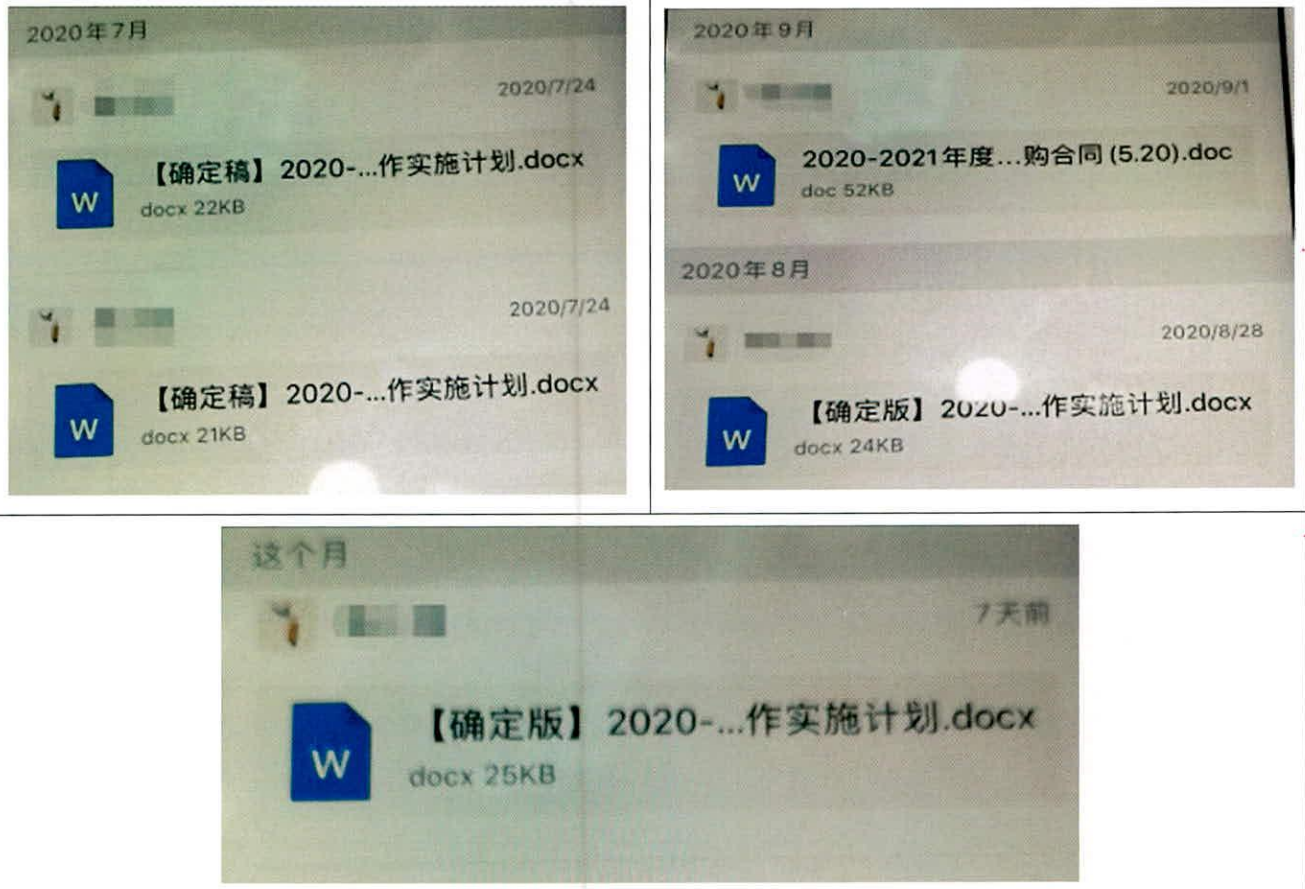 2020年7月
2020/7/24
【确定稿】2020-...作实施计划.docx
W
docx 22KB
2020/7/24
【确定稿】2020-...作实施计划.docx
W
docx 21KB
2020年9月
2020/9/1
2020-2021年度...购合同(5.20).doc
W
doc 52KB
2020年8月
2020/8/28
【确定版】2020-...作实施计划.docx
W
docx 24KB
这个月
7天前
【确定版】2020-...作实施计划.docx
W
docx 25KB